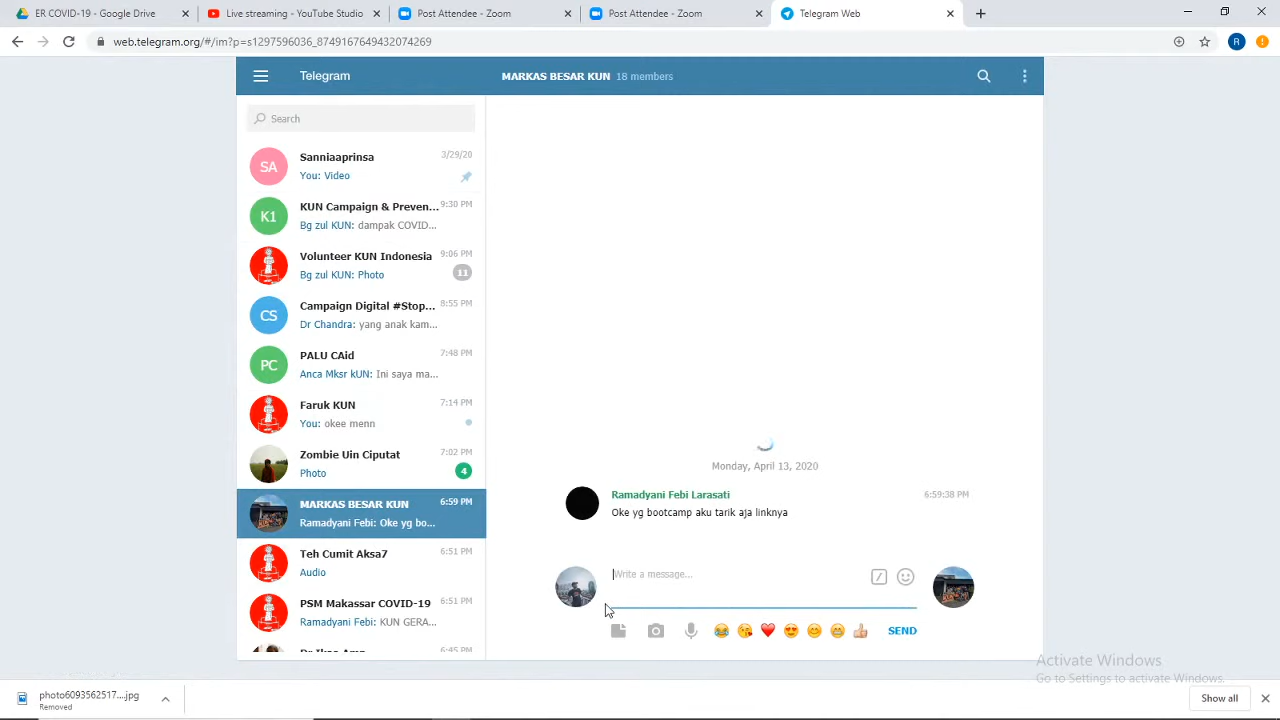 ER COVID-19 - Google Drive
Live streaming - YouTube Studio
Post Attendee - Zoom
Post Attendee - Zoom
Telegram Web
web.telegram.org/#/im?p=s1297596036_8749167649432074269
R
Telegram
MARKAS BESAR KUN 18 members
Search
SA
Sanniaaprinsa 3/29/20
You: Video
K1
KUN Campaign & Preven... 9:30 PM
Bg zul KUN: dampak COVID...
Volunteer KUN Indonesia 9:06 PM
Bg zul KUN: Photo 11
CS
Campaign Digital #Stop... 8:55 PM
Dr Chandra: yang anak kam...
PC
PALU CAid 7:48 PM
Anca Mksr kUN: Ini saya ma...
Faruk KUN 7:14 PM
You: okee menn
Zombie Uin Ciputat 7:02 PM
Photo 4
MARKAS BESAR KUN 6:59 PM
Ramadyani Febi: Oke yg bo...
Teh Cumit Aksa7 6:51 PM
Audio
PSM Makassar COVID-19 6:51 PM
Ramadyani Febi: KUN GERA...
6:45 PM
Monday, April 13, 2020
Ramadyani Febi Larasati 6:59:38 PM
Oke yg bootcamp aku tarik aja linknya
Write a message...
SEND
Activate Windows
Go to Settings to activate Windows.
photo6093562517....jpg
Removed
Show all